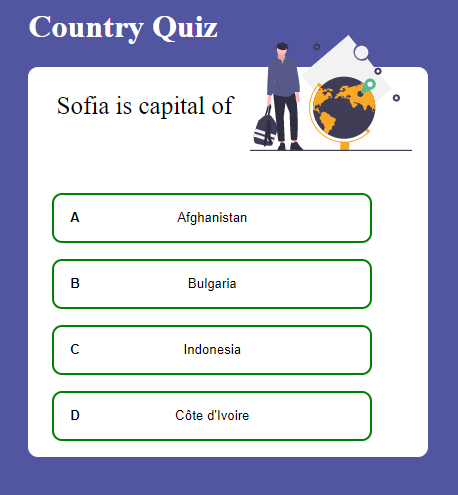 Country Quiz
Sofia is capital of
A Afghanistan
B Bulgaria
C Indonesia
D Côte d'Ivoire